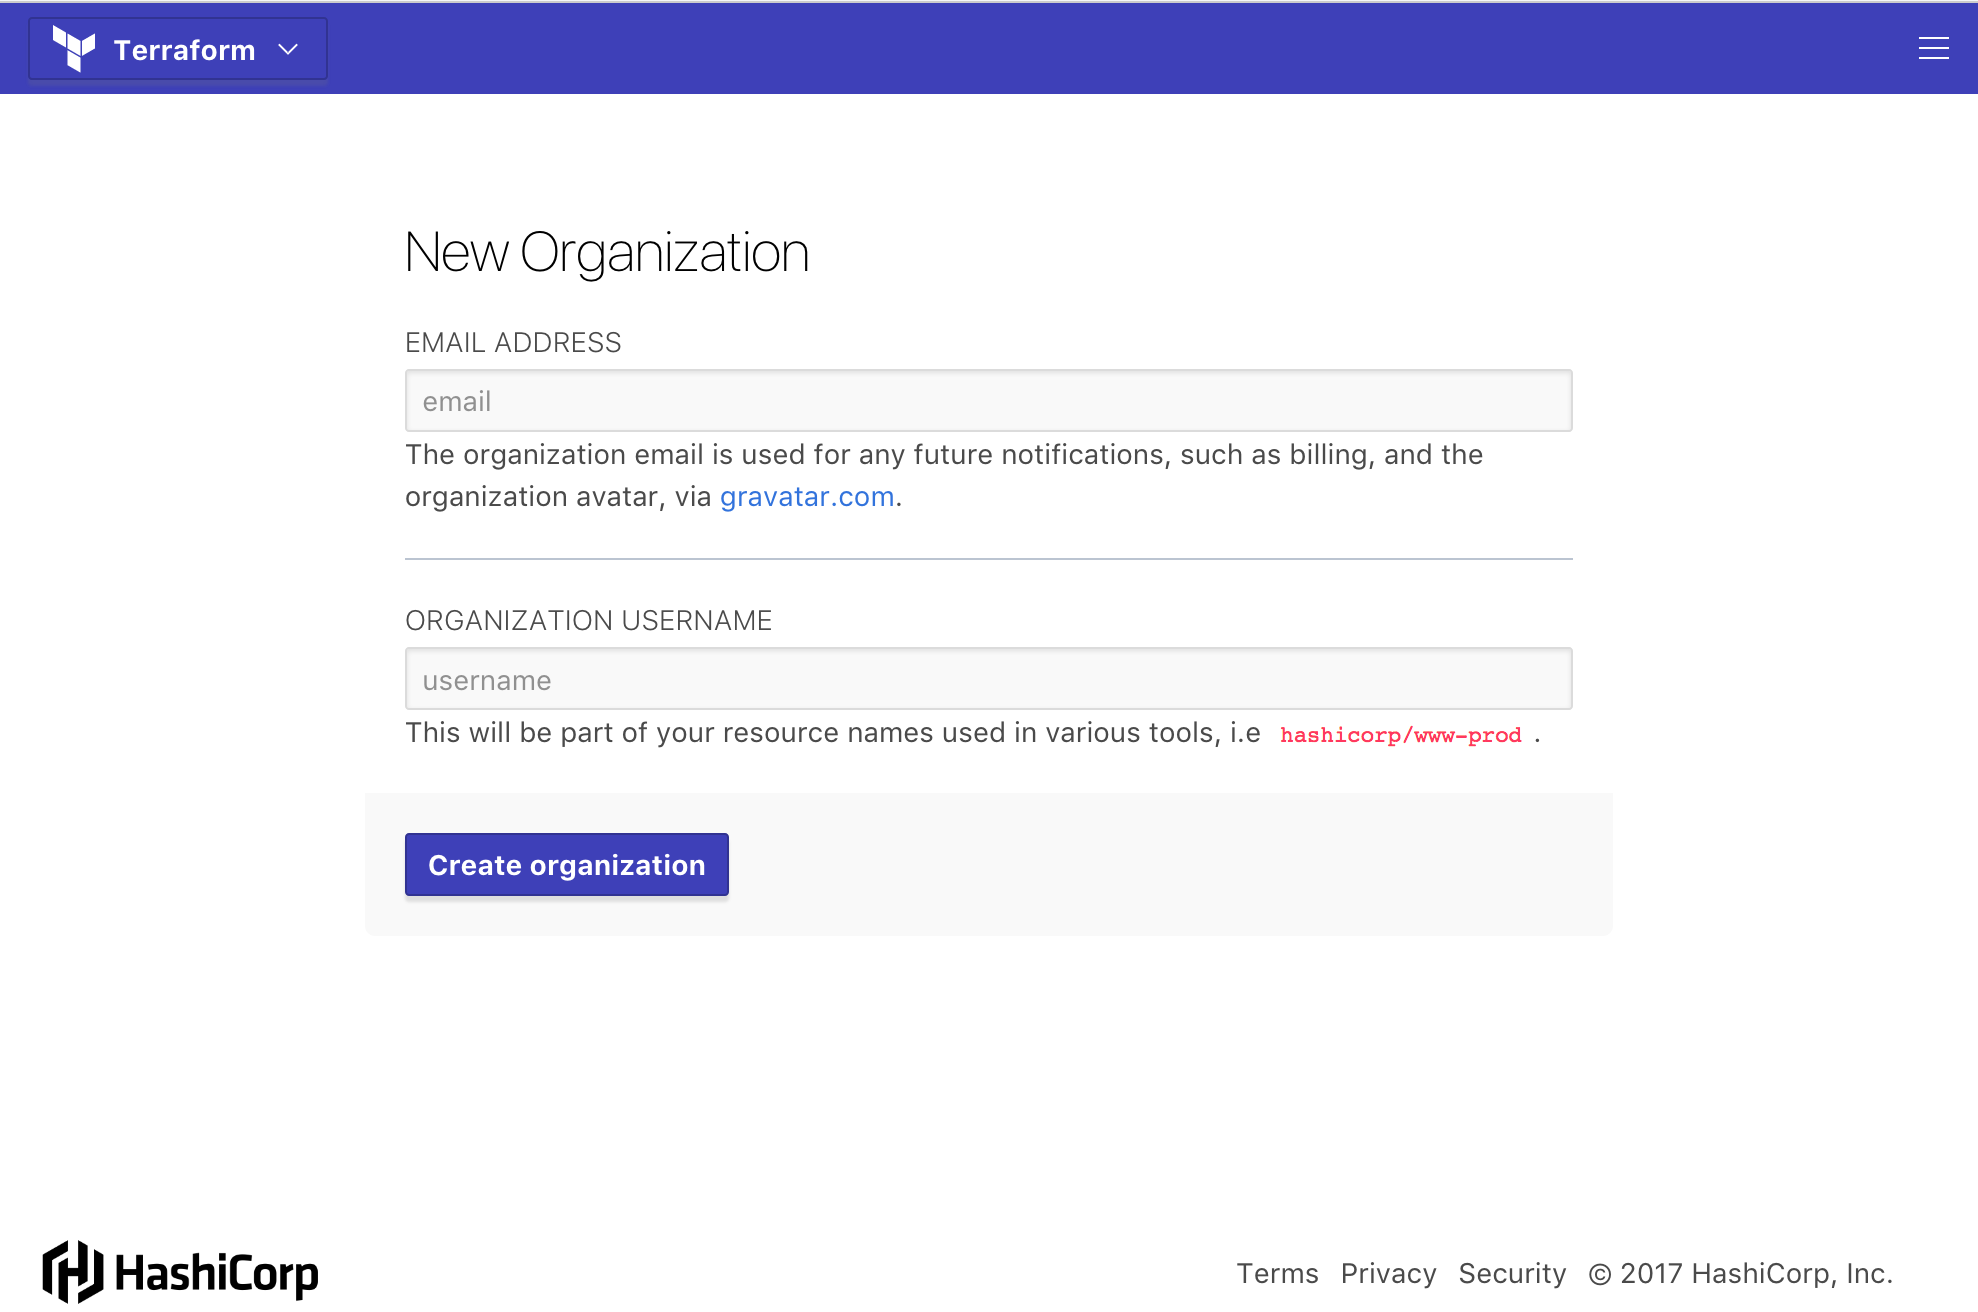 Terraform
New Organization
EMAIL ADDRESS
email
The organization email is used for any future notifications, such as billing, and the
organization avatar, via gravatar.com.
ORGANIZATION USERNAME
username
This will be part of your resource names used in various tools, i.e hashicorp/www-prod .
Create organization
HashiCorp
Terms Privacy Security © 2017 HashiCorp, Inc.